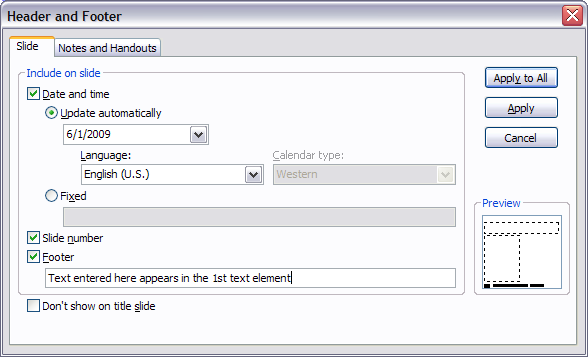 Header and Footer
Slide
Notes and Handouts
Include on slide
Date and time
Update automatically
6/1/2009
Language:
Calendar type:
English (U.S.)
Western
Fixed
Slide number
Footer
Text entered here appears in the 1st text element
Don't show on title slide
Apply to All
Apply
Cancel
Preview